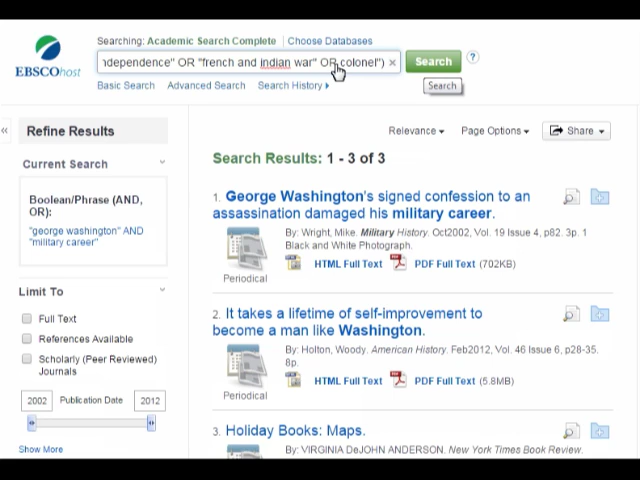 Searching: Academic Search Complete | Choose Databases
EBSCOhost
ndependence" OR "french and indian war" OR colonel") ×
Search
?
Basic Search Advanced Search Search History
Search
«
Refine Results
Relevance
Page Options
Share
Current Search
Search Results: 1 - 3 of 3
Boolean/Phrase (AND, OR):
"george washington" AND
"military career"
1. George Washington's signed confession to an
assassination damaged his military career.
By: Wright, Mike. Military History. Oct2002, Vol. 19 Issue 4, p82. 3p. 1
Black and White Photograph.
Periodical
HTML Full Text
PDF Full Text (702KB)
Limit To
Full Text
References Available
Scholarly (Peer Reviewed)
Journals
2002 Publication Date 2012
Show More
2. It takes a lifetime of self-improvement to
become a man like Washington.
By: Holton, Woody. American History. Feb2012, Vol. 46 Issue 6, p28-35.
8p.
Periodical
HTML Full Text
PDF Full Text (5.8MB)
3. Holiday Books: Maps.
By: VIRGINIA DeJOHN ANDERSON. New York Times Book Review.